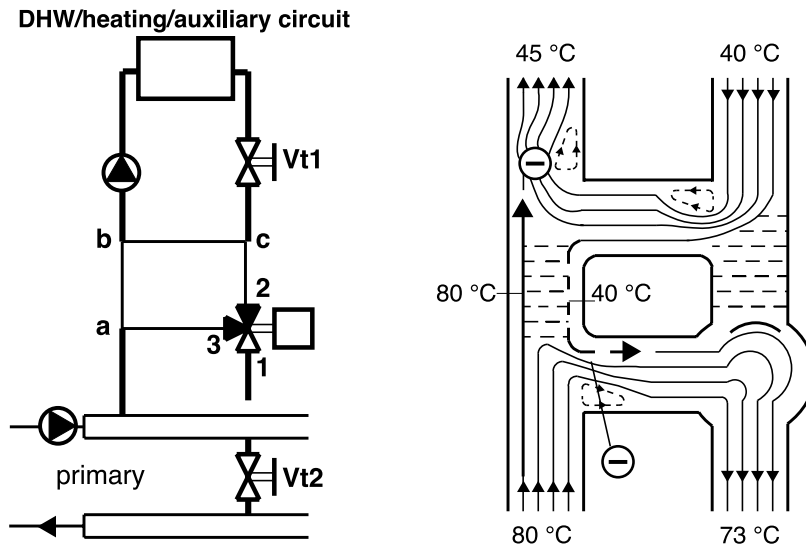 DHW/heating/auxiliary circuit
Vt1
b
c
2
a
3
1
primary
Vt2
45 °C
40 °C
80 °C
40 °C
80 °C
73 °C